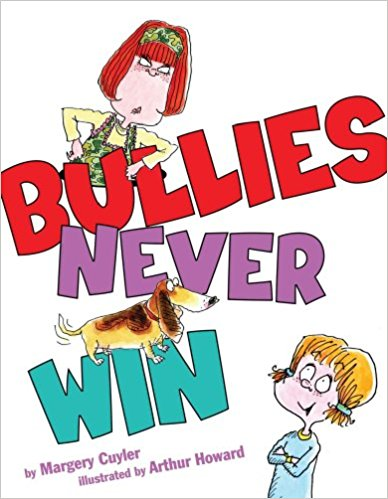 BULLIES
NEVER
WIN
by Margery Cuyler
illustrated by Arthur Howard